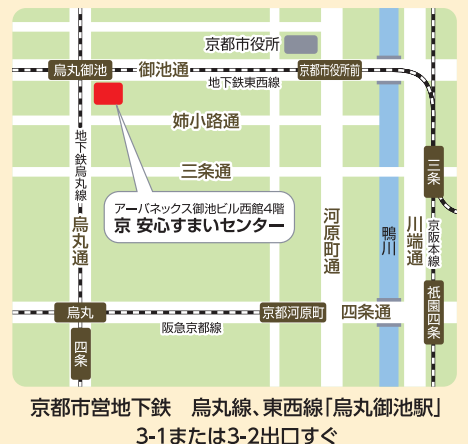 京都市役所
烏丸御池
御池通
京都市役所前
地下鉄東西線
姉小路通
地下鉄烏丸線
三条通
三条
アーバネックス御池ビル西館4階
京 安心すまいセンター
烏丸通
河原町通
鴨川
川端通
京阪本線
烏丸
京都河原町
四条通
祇園四条
阪急京都線
四条
京都市営地下鉄　烏丸線、東西線「烏丸御池駅」
3-1または3-2出口すぐ